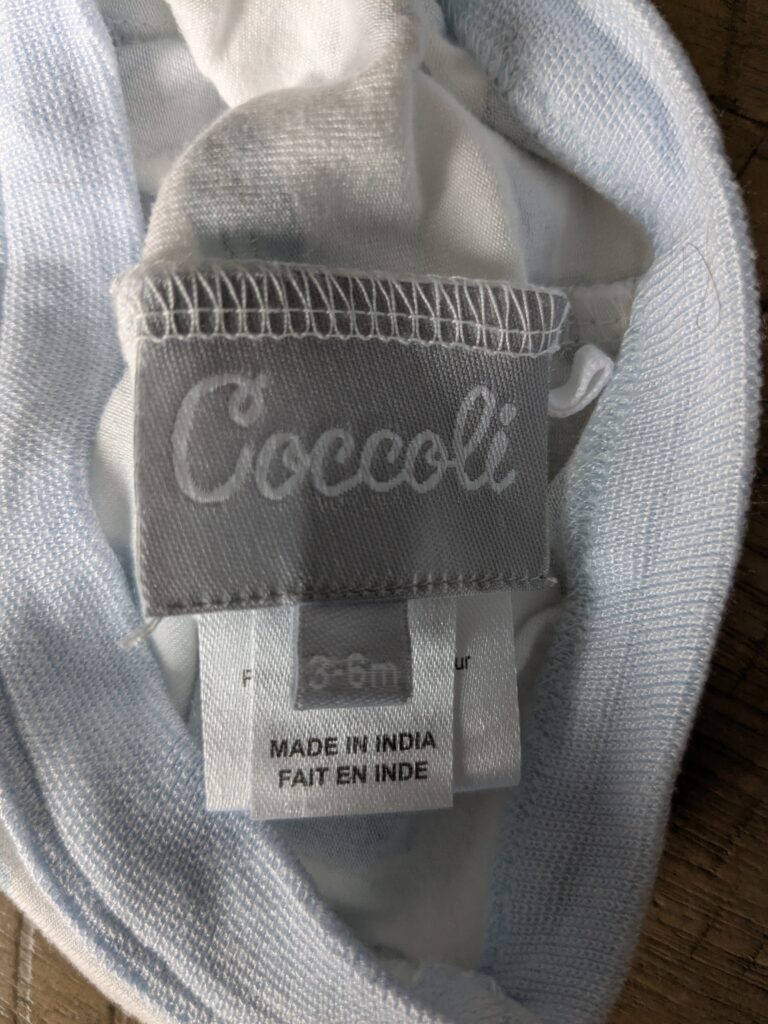 Coccoli
3-6m
MADE IN INDIA
FAIT EN INDE